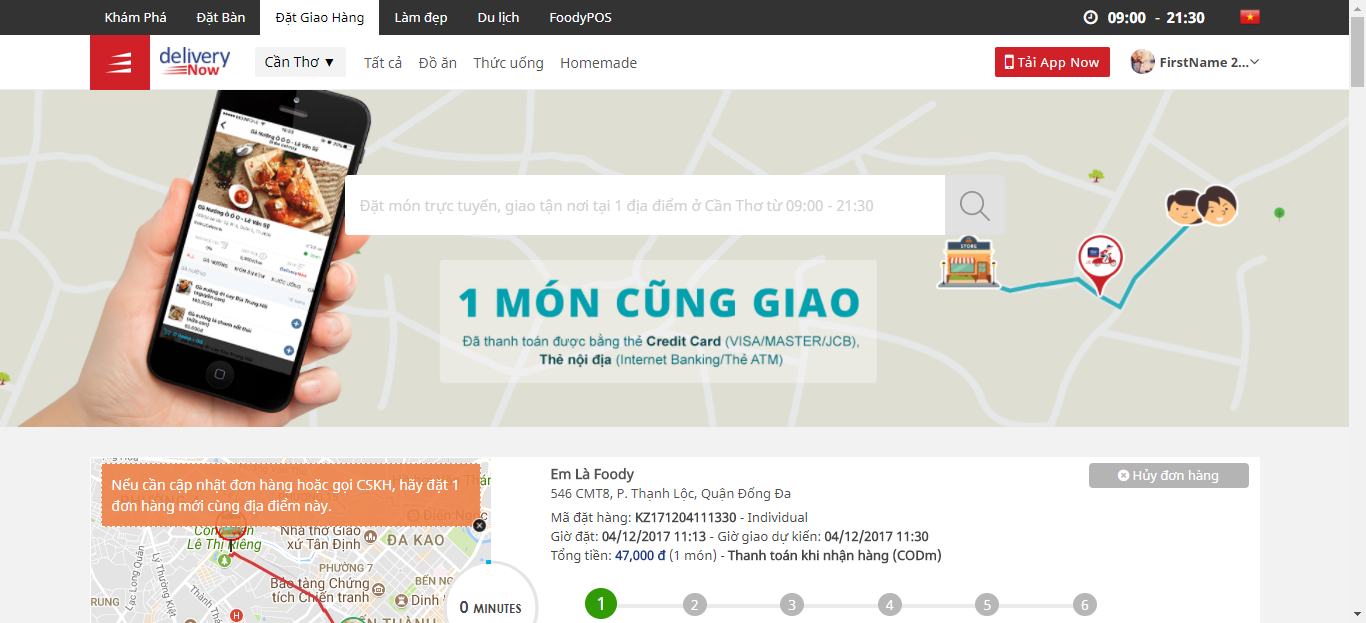 Khám Phá Đặt Bàn Đặt Giao Hàng Làm đẹp Du lịch FoodyPOS 09:00 - 21:30
delivery
Now
Cần Thơ ▼ Tất cả Đồ ăn Thức uống Homemade Tải App Now FirstName 2...
Gà Nướng Ò Ó O - Lê Văn Sỹ
Đặt món trực tuyến, giao tận nơi tại 1 địa điểm ở Cần Thơ từ 09:00 - 21:30
STORE
1 MÓN CŨNG GIAO
Đã thanh toán được bằng thẻ Credit Card (VISA/MASTER/JCB),
Thẻ nội địa (Internet Banking/Thẻ ATM)
Nếu cần cập nhật đơn hàng hoặc gọi CSKH, hãy đặt 1
đơn hàng mới cùng địa điểm này.
Lê Thị Riêng
Nhà thờ Giáo
xứ Tân Định
ĐA KAO
PHƯỜNG 7
Bảo tàng Chứng
tích Chiến tranh
BẾN NG
Dinh
RUNG
H
0 MINUTES
Em Là Foody
546 CMT8, P. Thạnh Lộc, Quận Đống Đa
Mã đặt hàng: KZ171204111330 - Individual
Giờ đặt: 04/12/2017 11:13 - Giờ giao dự kiến: 04/12/2017 11:30
Tổng tiền: 47,000 đ (1 món) - Thanh toán khi nhận hàng (CODm)
Hủy đơn hàng
1 2 3 4 5 6